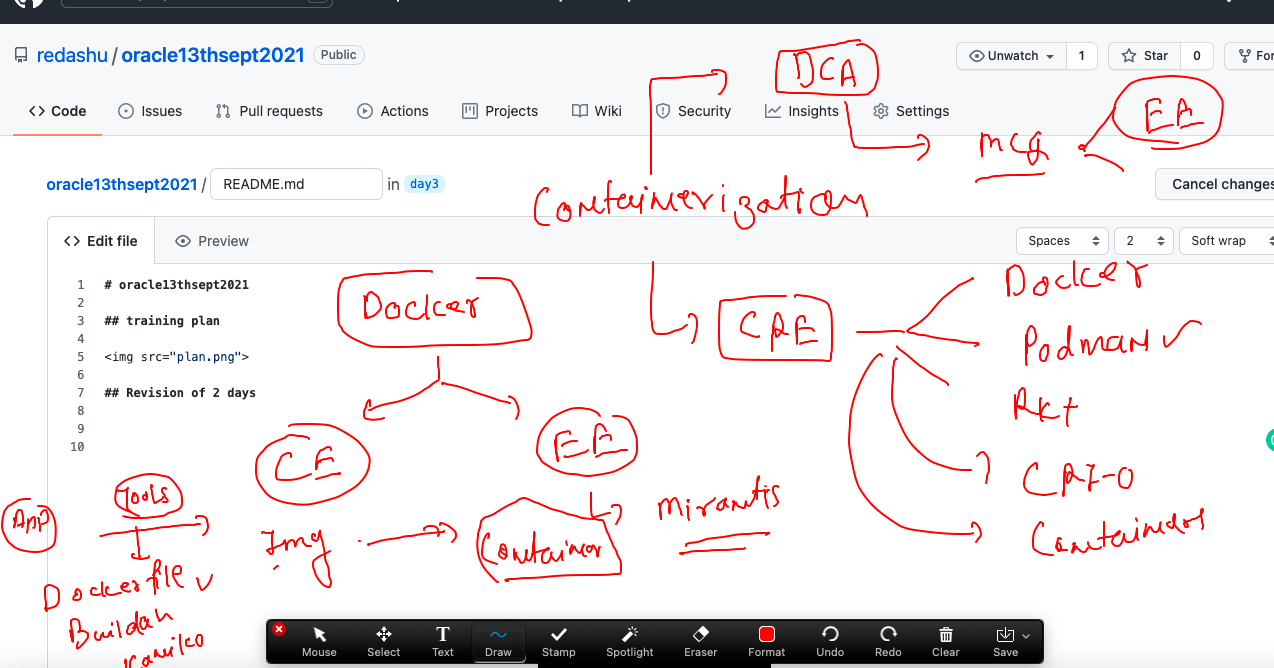 redashu / oracle13thsept2021 Public
Unwatch 1 Star 0
Code Issues Pull requests Actions Projects Wiki Security Insights Settings
DCA
EA
mcq
oracle13thsept2021 / README.md in day3
Cancel changes
Containerization
Edit file Preview
Spaces 2 Soft wrap
1 # oracle13thsept2021
2
3 ## training plan
4
5 <img src="plan.png">
6
7 ## Revision of 2 days
8
9
10
Docker
CRE
Docker
Podman
Rkt
CRI-O
CE
EE
Mirantis
App
Tools
Img
Container
Dockerfile
Buildah
Mouse Select Text Draw Stamp Spotlight Eraser Format Undo Redo Clear Save